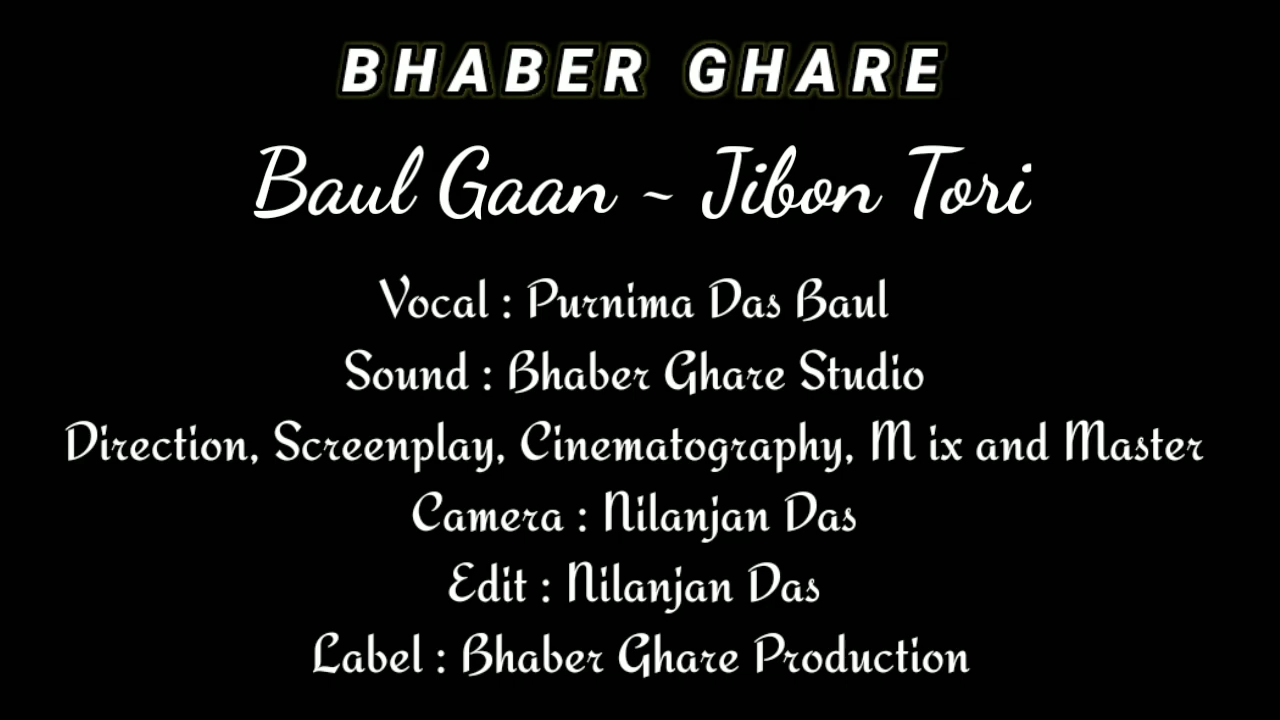 BHABER GHARE
Baul Gaan ~ Jibon Tori
Vocal : Purnima Das Baul
Sound : Bhaber Ghare Studio
Direction, Screenplay, Cinematography, M ix and Master
Camera : Nilanjan Das
Edit : Nilanjan Das
Label : Bhaber Ghare Production